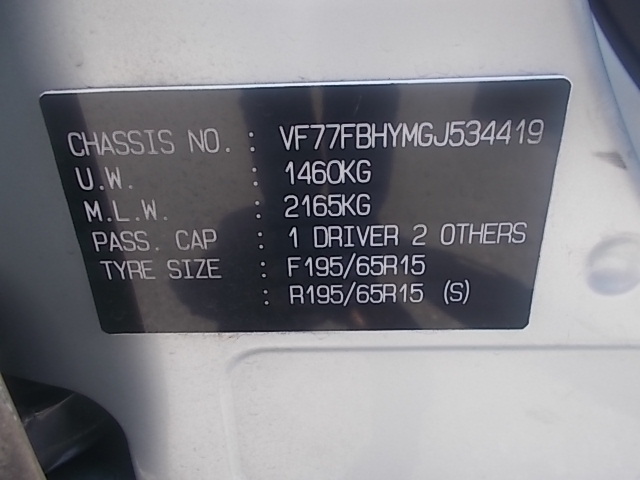 CHASSIS NO. : VF77FBHYMGJ534419
U.W. : 1460KG
M.L.W. : 2165KG
PASS. CAP : 1 DRIVER 2 OTHERS
TYRE SIZE : F195/65R15
: R195/65R15 (S)